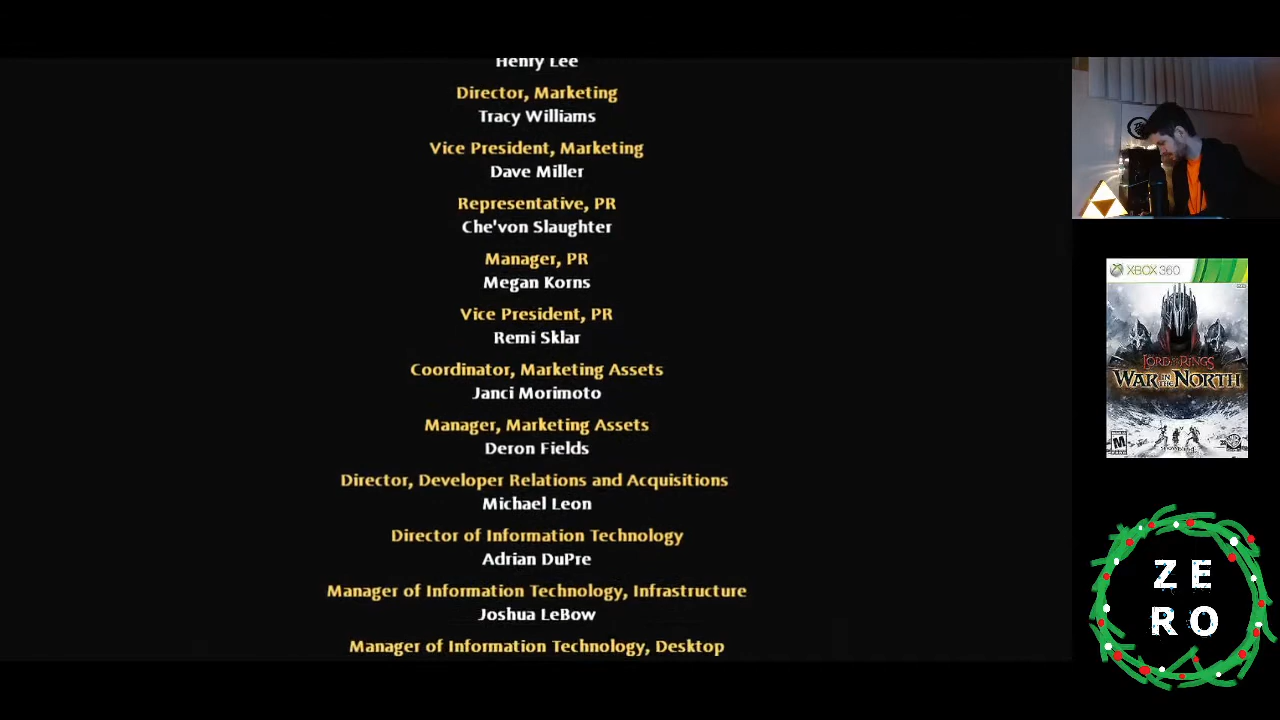 Henry Lee
Director, Marketing
Tracy Williams
Vice President, Marketing
Dave Miller
Representative, PR
Che'von Slaughter
Manager, PR
Megan Korns
Vice President, PR
Remi Sklar
Coordinator, Marketing Assets
Janci Morimoto
Manager, Marketing Assets
Deron Fields
Director, Developer Relations and Acquisitions
Michael Leon
Director of Information Technology
Adrian DuPre
Manager of Information Technology, Infrastructure
Joshua LeBow
Manager of Information Technology, Desktop
XBOX 360
THE LORD OF THE RINGS
WAR IN THE NORTH
M
ZE
RO